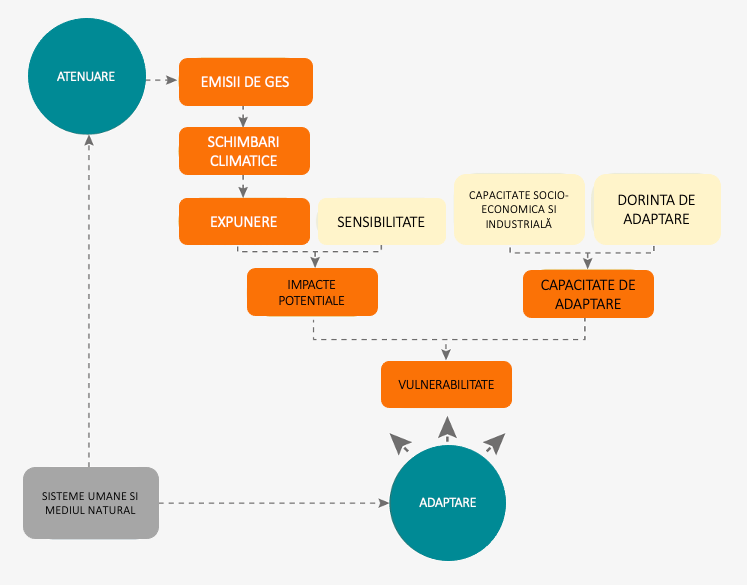 ATENUARE
EMISII DE GES
SCHIMBARI
CLIMATICE
EXPUNERE
SENSIBILITATE
CAPACITATE SOCIO-
ECONOMICA SI
INDUSTRIALĂ
DORINTA DE
ADAPTARE
IMPACTE
POTENTIALE
CAPACITATE DE
ADAPTARE
VULNERABILITATE
SISTEME UMANE SI
MEDIUL NATURAL
ADAPTARE